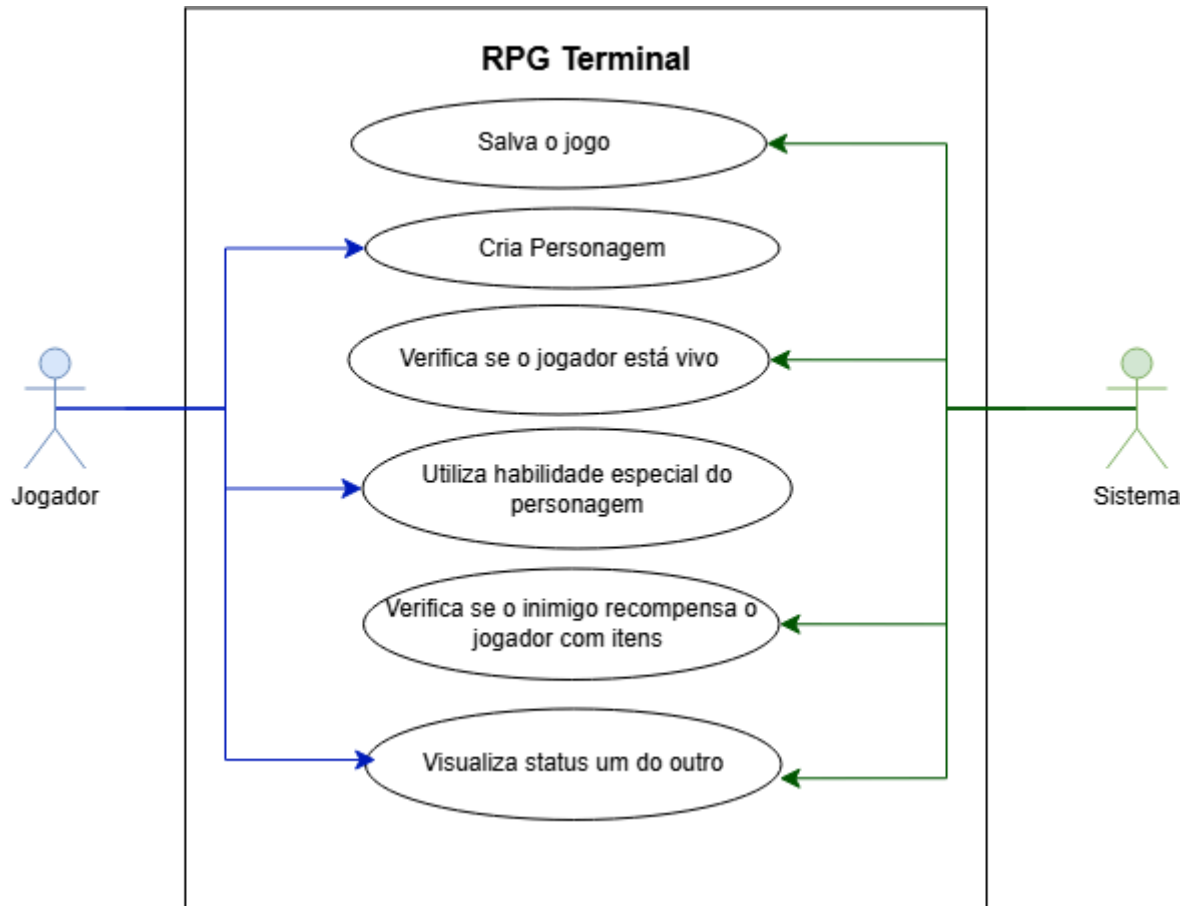 RPG Terminal
Salva o jogo
Cria Personagem
Verifica se o jogador está vivo
Utiliza habilidade especial do
personagem
Verifica se o inimigo recompensa o
jogador com itens
Visualiza status um do outro
Jogador
Sistema